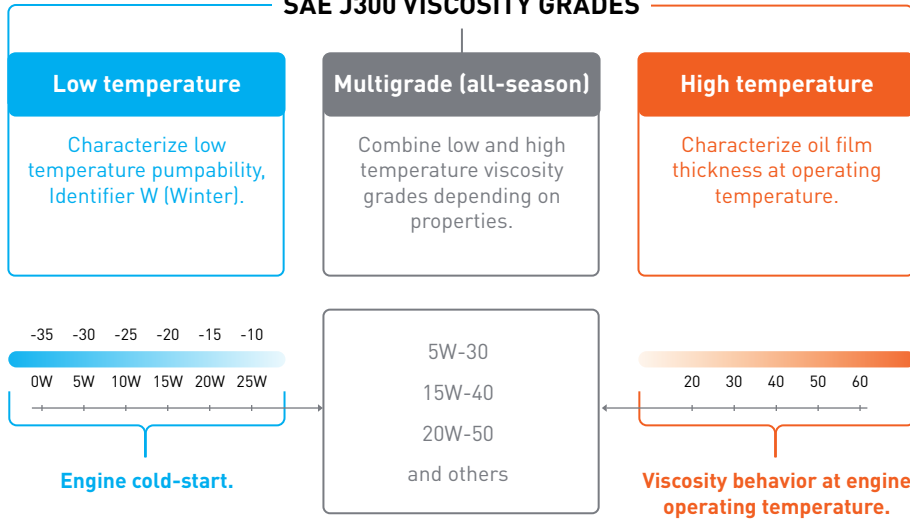 SAE J300 VISCOSITY GRADES
Low temperature
Characterize low
temperature pumpability,
Identifier W (Winter).
Multigrade (all-season)
Combine low and high
temperature viscosity
grades depending on
properties.
High temperature
Characterize oil film
thickness at operating
temperature.
-35 -30 -25 -20 -15 -10
0W 5W 10W 15W 20W 25W
Engine cold-start.
5W-30
15W-40
20W-50
and others
20 30 40 50 60
Viscosity behavior at engine
operating temperature.